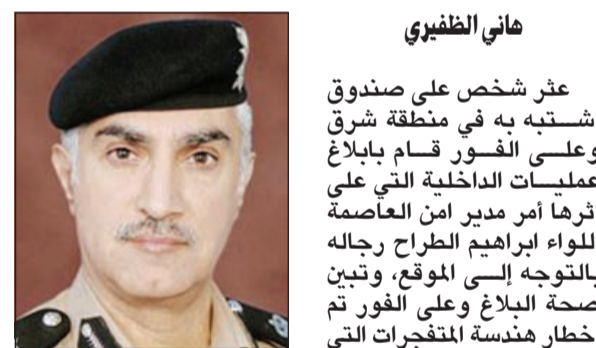 هاني الظفيري
عثر شخص على صندوق
شتبه به في منطقة شرق
وعلى الفور قام بابلاغ
عمليات الداخلية التي على
ثرها أمر مدير امن العاصمة
للواء ابراهيم الطراح رجاله
بالتوجه إلى الموقع، وتبين
صحة البلاغ وعلى الفور تم
خطار هندسة المتفجرات التي